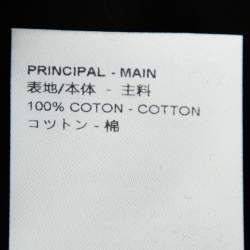 PRINCIPAL - MAIN
表地/本体 - 主料
100% COTON - COTTON
コットン - 棉